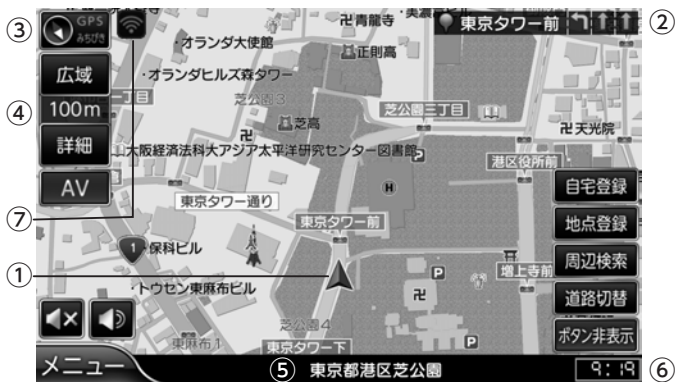 ③
GPS
みちびき
広域
100m
詳細
AV
⑦
①
メニュー
卍青龍寺
美濃
東京タワー前
②
・オランダ大使館
正則高
・オランダヒルズ森タワー
丁目
芝公園3
芝公園三丁目
芝高
卍天光院
④
大阪経済法科大アジア太平洋研究センター図書館
港区役所前
H
P
自宅登録
東京タワー通り
東京タワー前
地点登録
1
保科ビル
周辺検索
増上寺前
P
・トウセン東麻布ビル
卍
道路切替
芝公園4
東麻布1
P
ボタン非表示
東京タワー下
⑤
東京都港区芝公園
9:19
⑥